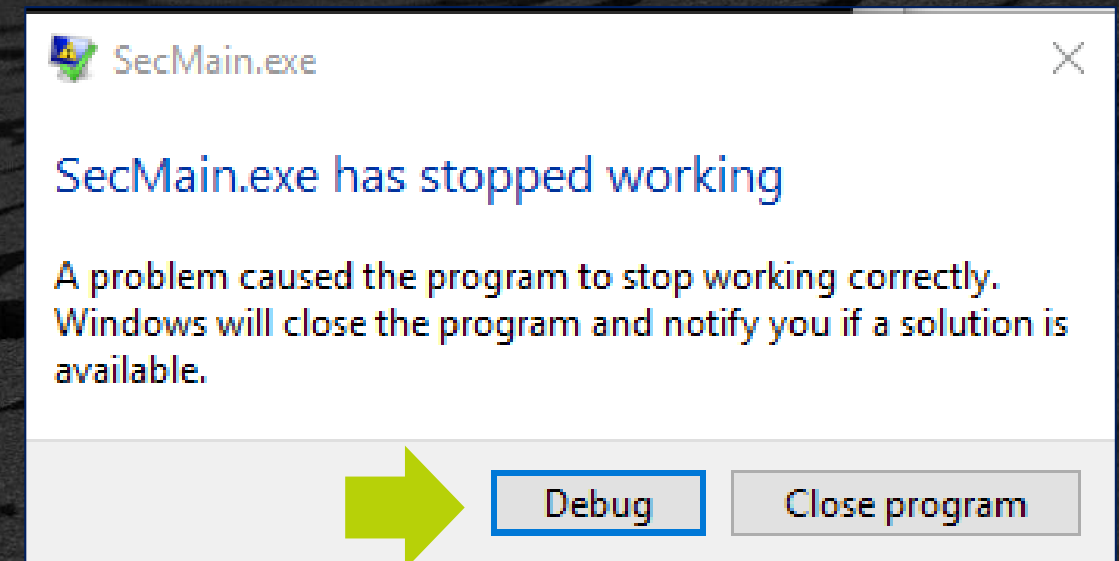 SecMain.exe
SecMain.exe has stopped working
A problem caused the program to stop working correctly.
Windows will close the program and notify you if a solution is
available.
Debug
Close program